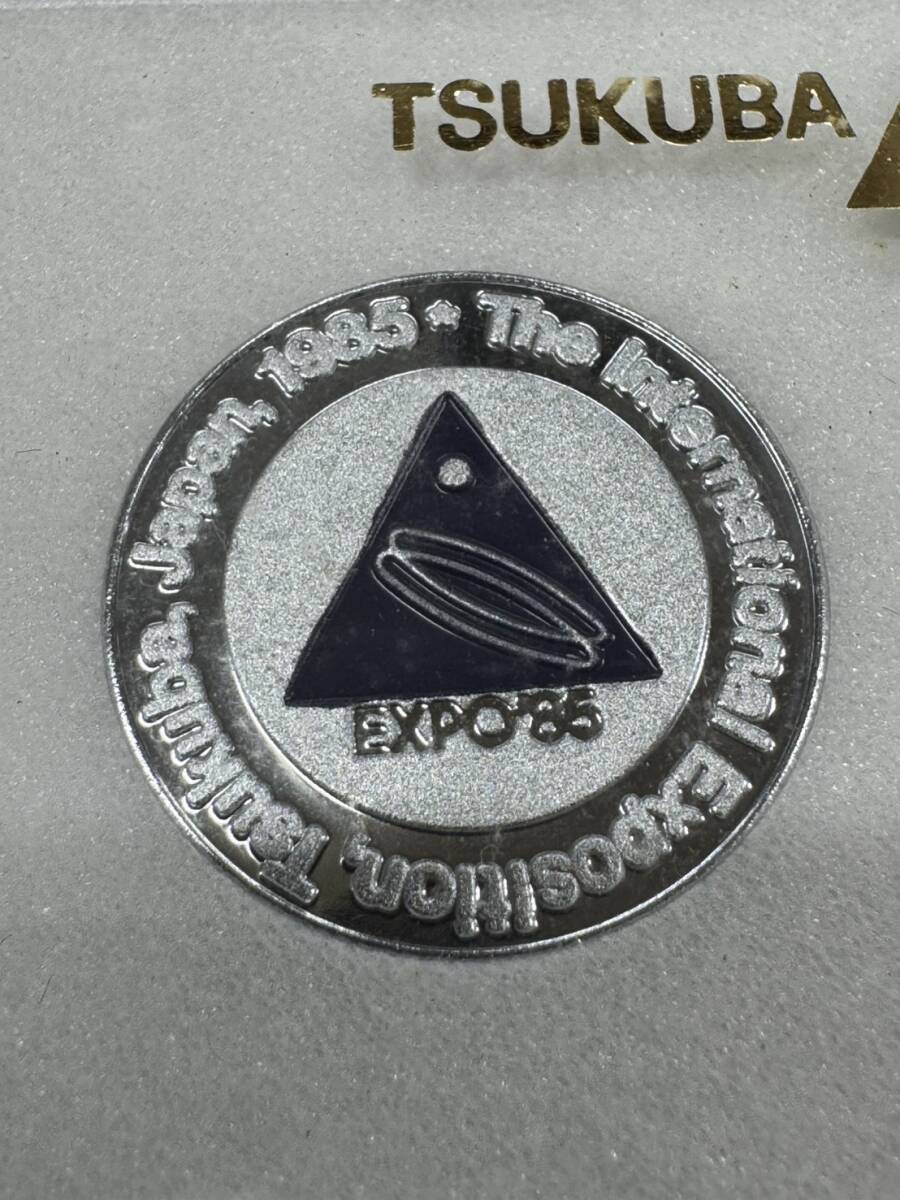 TSUKUBA
The International Exposition, Tsukuba, Japan, 1985
EXPO'85